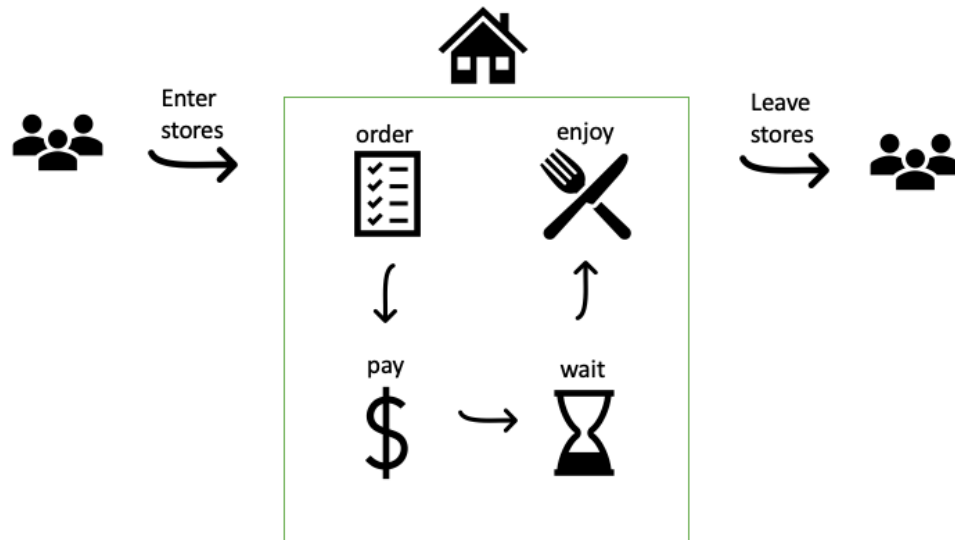 Enter
stores
order
enjoy
Leave
stores
pay
wait